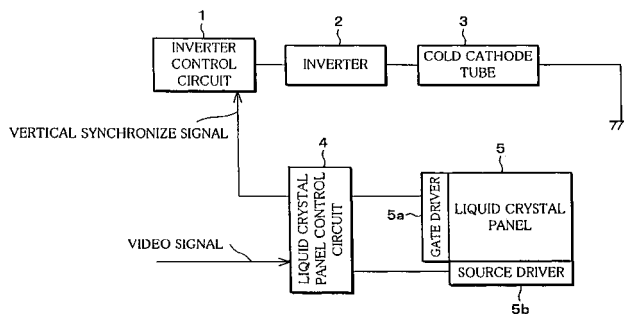 1
INVERTER
CONTROL
CIRCUIT
2
INVERTER
3
COLD CATHODE
TUBE
VERTICAL SYNCHRONIZE SIGNAL
4
LIQUID CRYSTAL
PANEL CONTROL
CIRCUIT
VIDEO SIGNAL
5
5a
GATE DRIVER
LIQUID CRYSTAL
PANEL
SOURCE DRIVER
5b